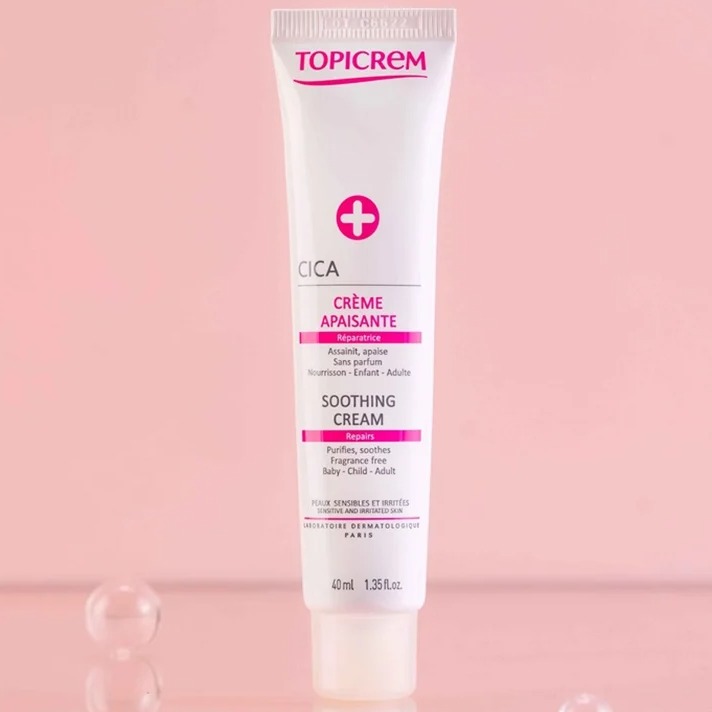 TOPICREM
CICA
CRÈME
APAISANTE
Réparatrice
Assainit, apaise
Sans parfum
Nourrisson - Enfant - Adulte
SOOTHING
CREAM
Repairs
Purifies, soothes
Fragrance free
Baby - Child - Adult
PEAUX SENSIBLES ET IRRITÉES
SENSITIVE AND IRRITATED SKIN
LABORATOIRE DERMATOLOGIQUE
PARIS
40 ml 1.35 fl.oz.